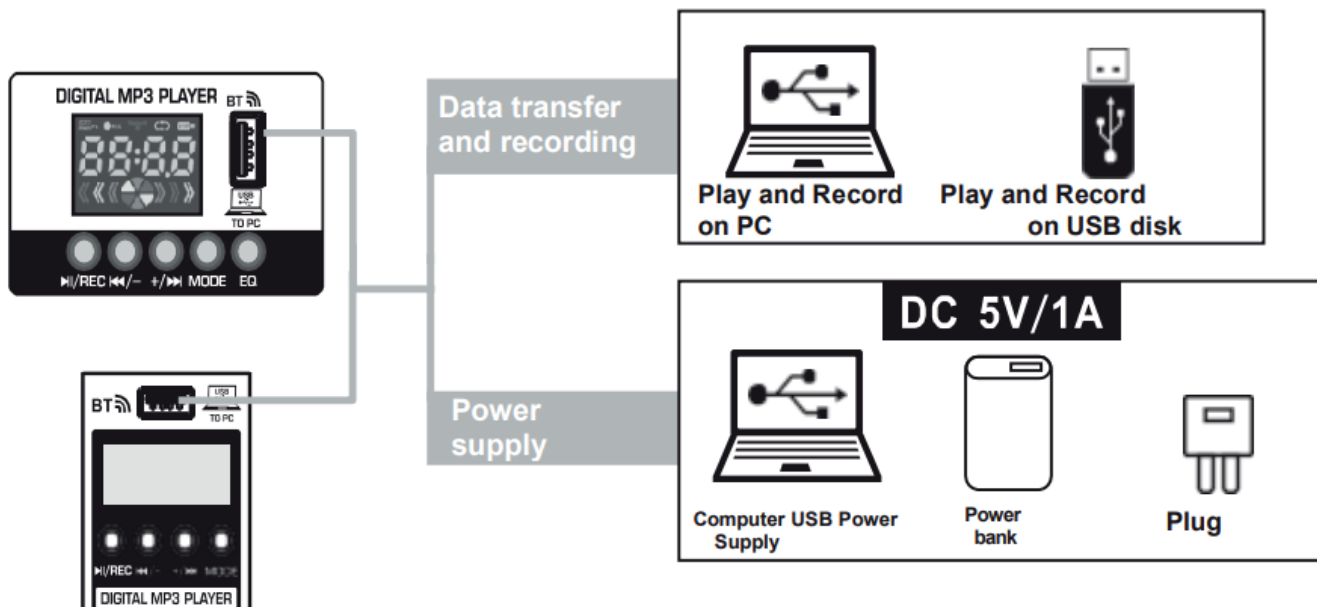 DIGITAL MP3 PLAYER BT
88:88
USB
TO PC
/REC /- +/ MODE EQ
BT
USB
TO PC
/REC /- +/ MODE
DIGITAL MP3 PLAYER
Data transfer
and recording
Play and Record
on PC
Play and Record
on USB disk
Power
supply
DC 5V/1A
Computer USB Power
Supply
Power
bank
Plug